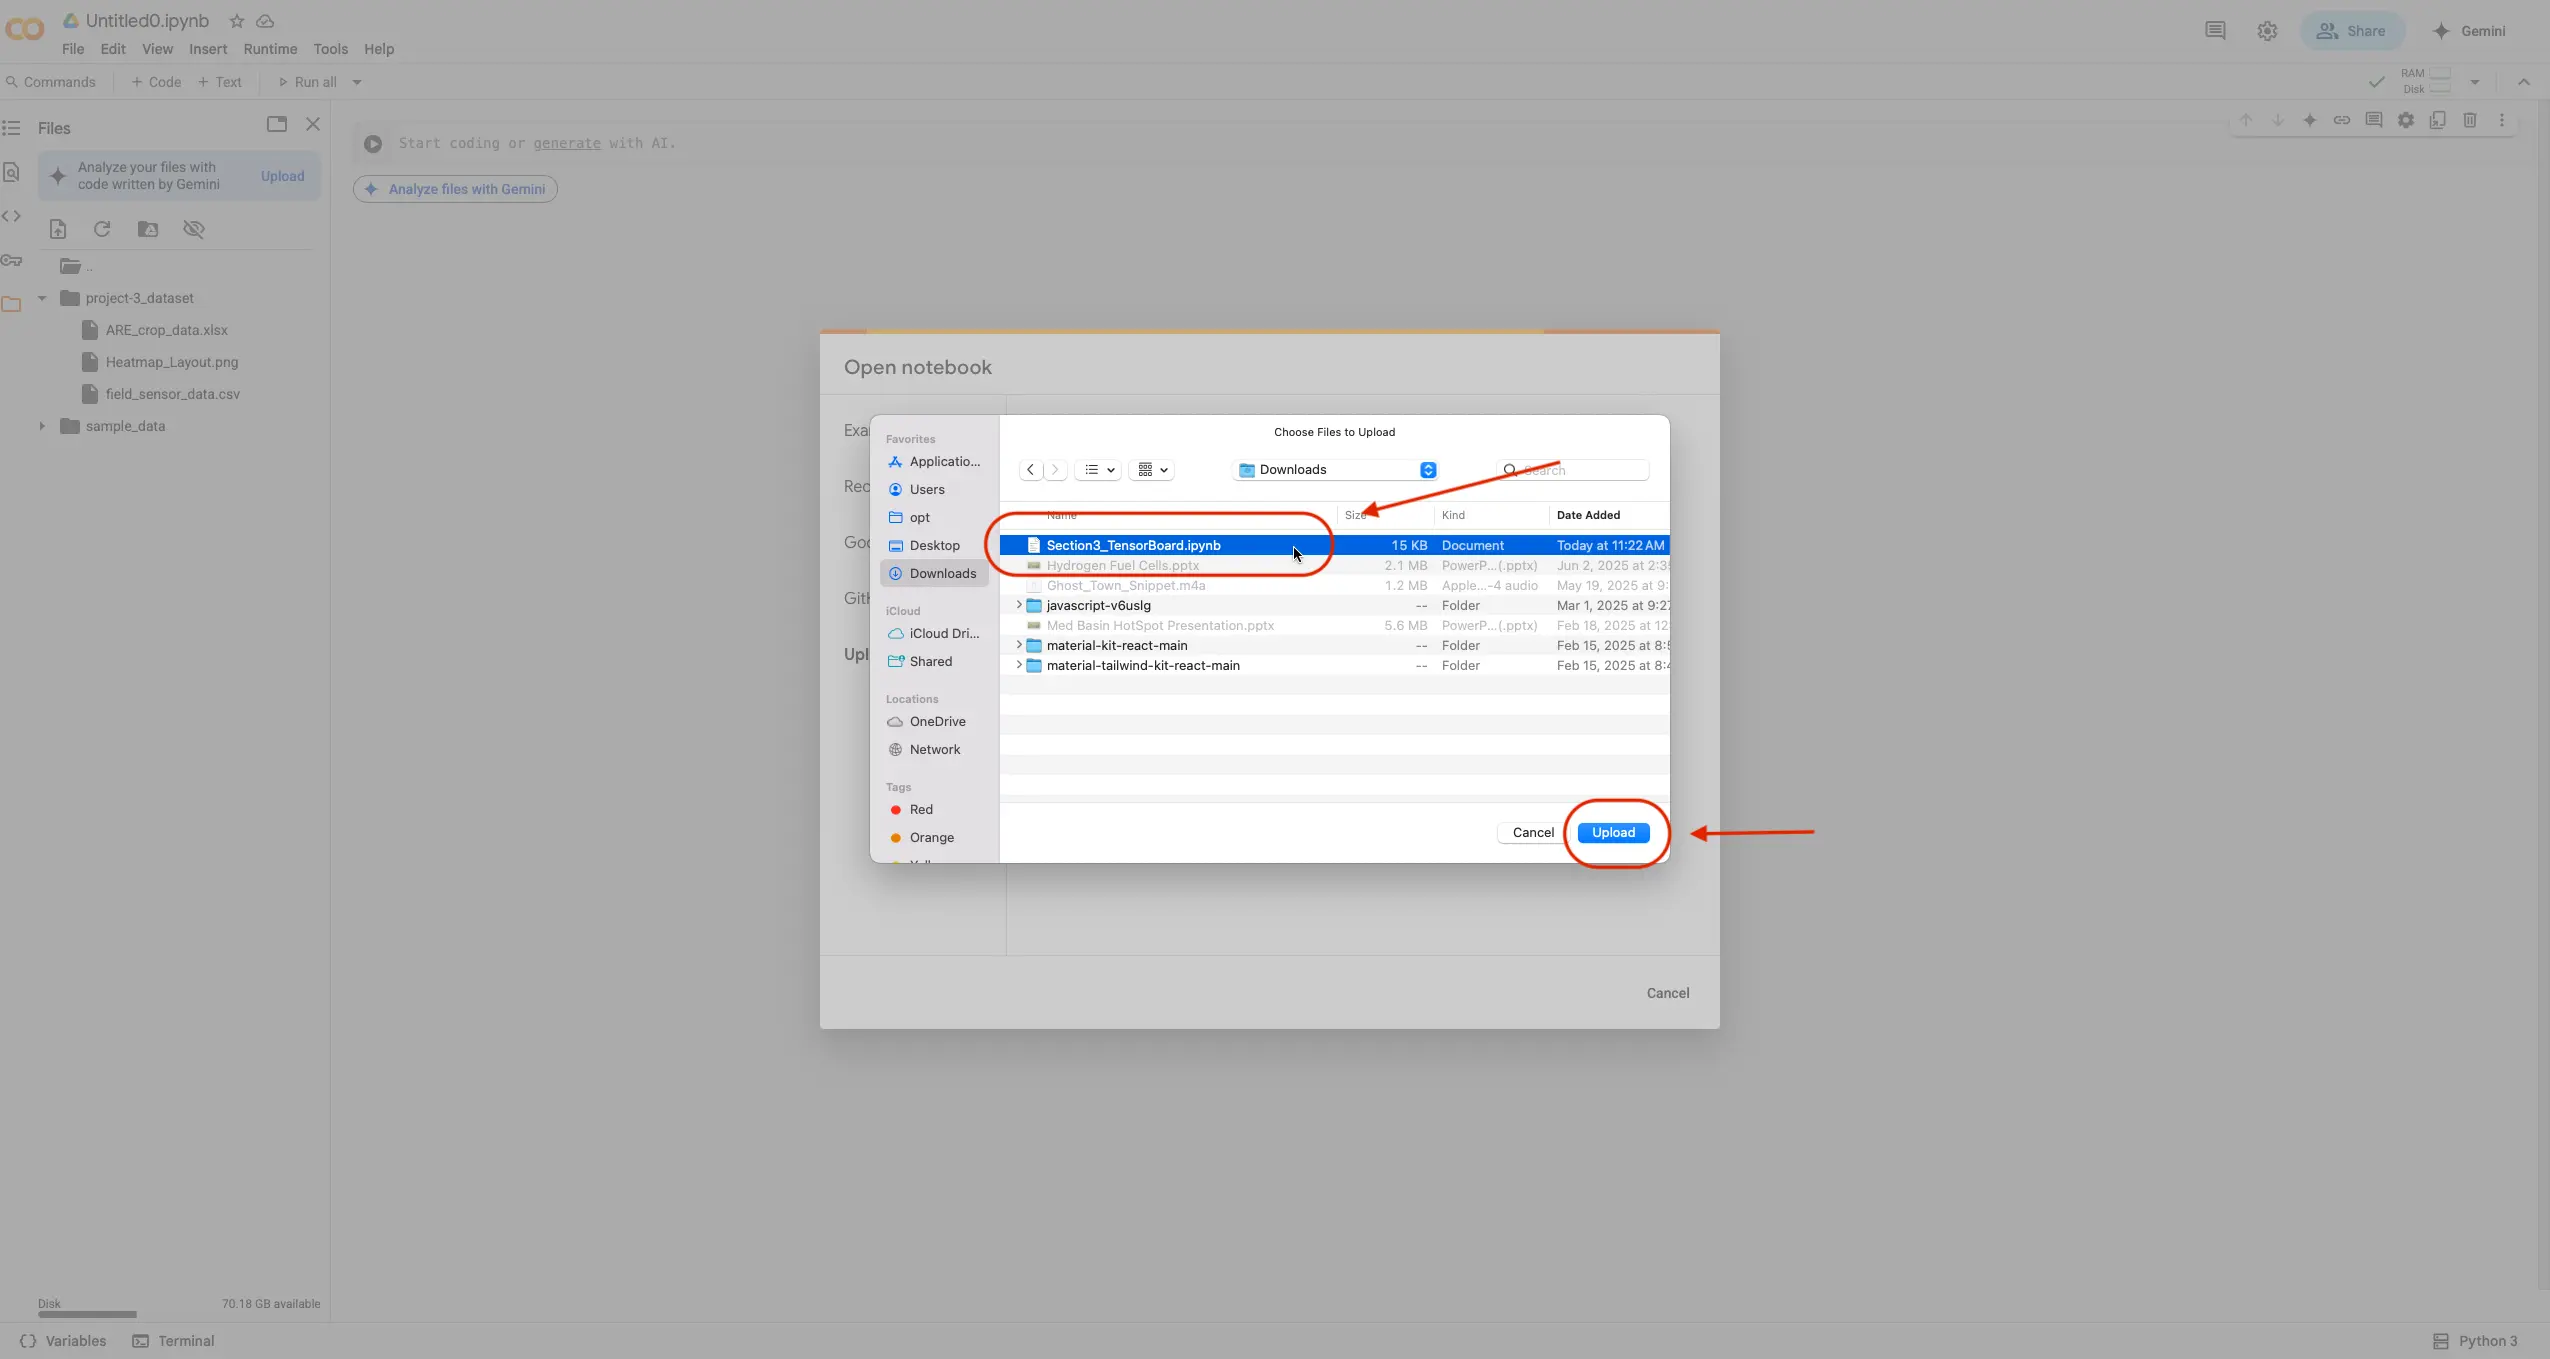 Untitled0.ipynb
File Edit View Insert Runtime Tools Help
Share
Gemini
Commands + Code + Text Run all
RAM
Disk
Files
Analyze your files with
code written by Gemini
Upload
..
project-3_dataset
ARE_crop_data.xlsx
Heatmap_Layout.png
field_sensor_data.csv
sample_data
Start coding or generate with AI.
Analyze files with Gemini
Open notebook
Exa
Rec
Goo
Gith
Upl
Favorites
Applicatio...
Users
opt
Desktop
Downloads
iCloud
iCloud Dri...
Shared
Locations
OneDrive
Network
Tags
Red
Orange
Choose Files to Upload
Downloads
Search
Name Size Kind Date Added
Section3_TensorBoard.ipynb 15 KB Document Today at 11:22 AM
Hydrogen Fuel Cells.pptx 2.1 MB PowerP...(.pptx) Jun 2, 2025 at 2:3
Ghost_Town_Snippet.m4a 1.2 MB Apple...-4 audio May 19, 2025 at 9:
javascript-v6uslg -- Folder Mar 1, 2025 at 9:27
Med Basin HotSpot Presentation.pptx 5.6 MB PowerP...(.pptx) Feb 18, 2025 at 12:
material-kit-react-main -- Folder Feb 15, 2025 at 8:5
material-tailwind-kit-react-main -- Folder Feb 15, 2025 at 8:4
Cancel
Upload
Cancel
Disk 70.18 GB available
Variables Terminal
Python 3